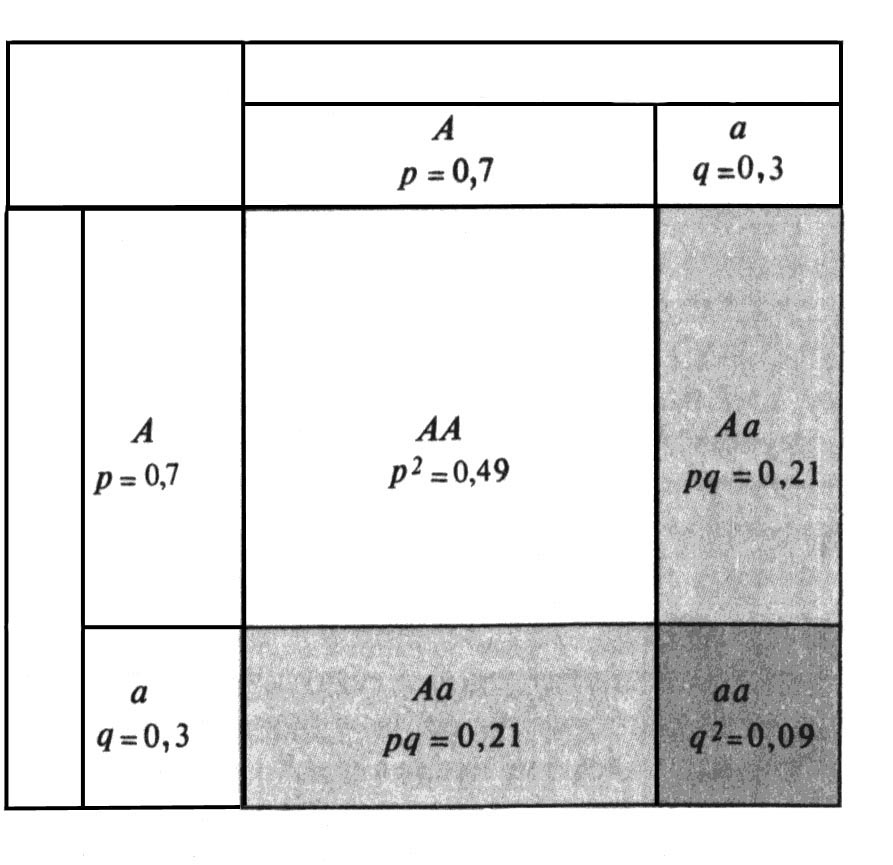 A
p = 0,7
a
q = 0,3
A
p = 0,7
AA
p² = 0,49
Aa
pq = 0,21
a
q = 0,3
Aa
pq = 0,21
aa
q² = 0,09